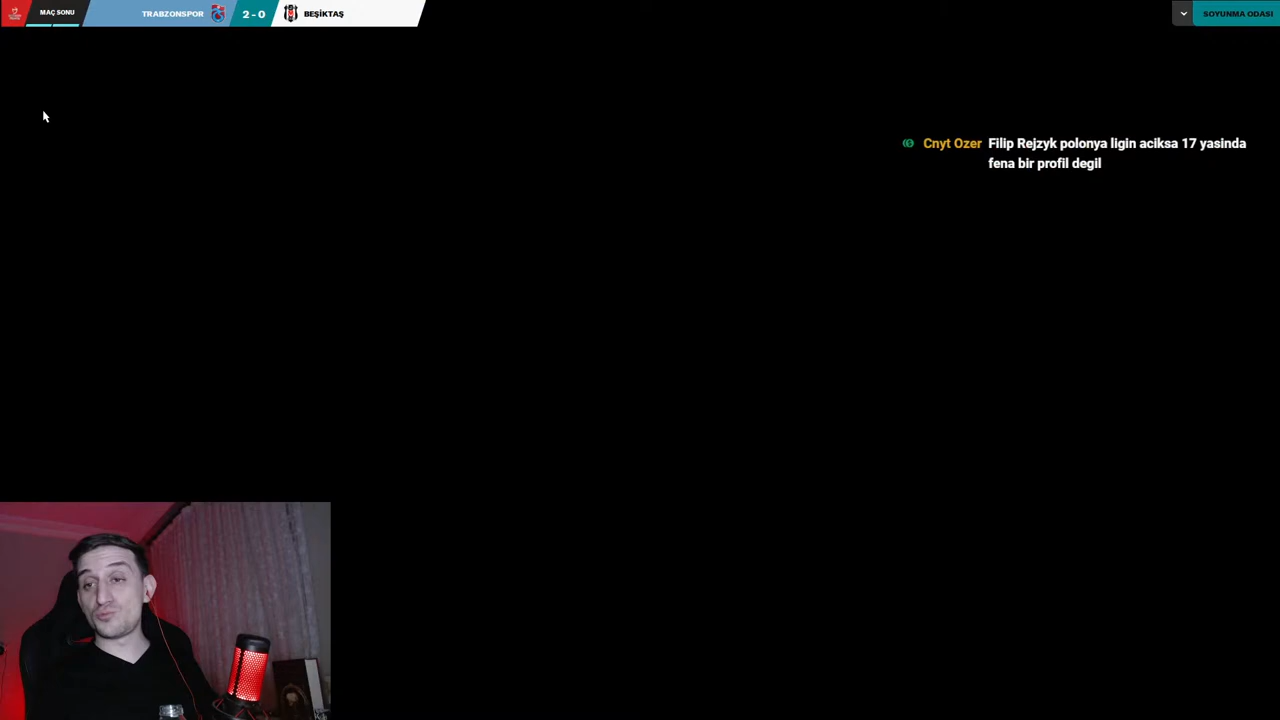 MAÇ SONU
TRABZONSPOR
2 - 0
BEŞİKTAŞ
SOYUNMA ODASI
Cnyt Ozer Filip Rejzyk polonya ligin aciksa 17 yasinda
fena bir profil degil